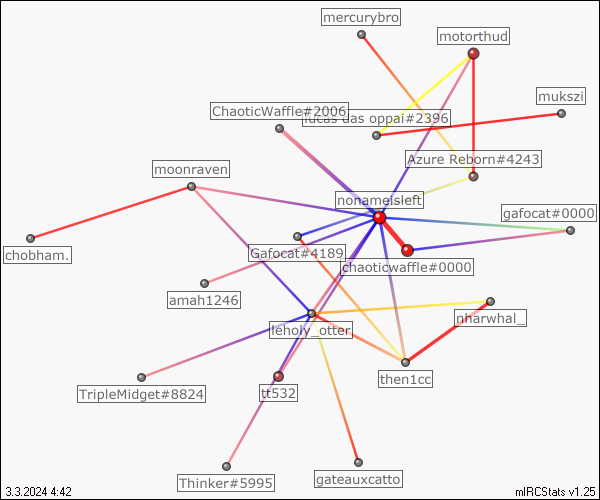 mercurybro
motorthud
mukszi
ChaoticWaffle#2006
lucas das oppai#2396
Azure Reborn#4243
moonraven
nonameisleft
gafocat#0000
chobham.
Gafocat#4189
chaoticwaffle#0000
amah1246
nharwhal_
leholy_otter
then1cc
TripleMidget#8824
tt532
Thinker#5995
gateauxcatto
3.3.2024 4:42
mIRCStats v1.25